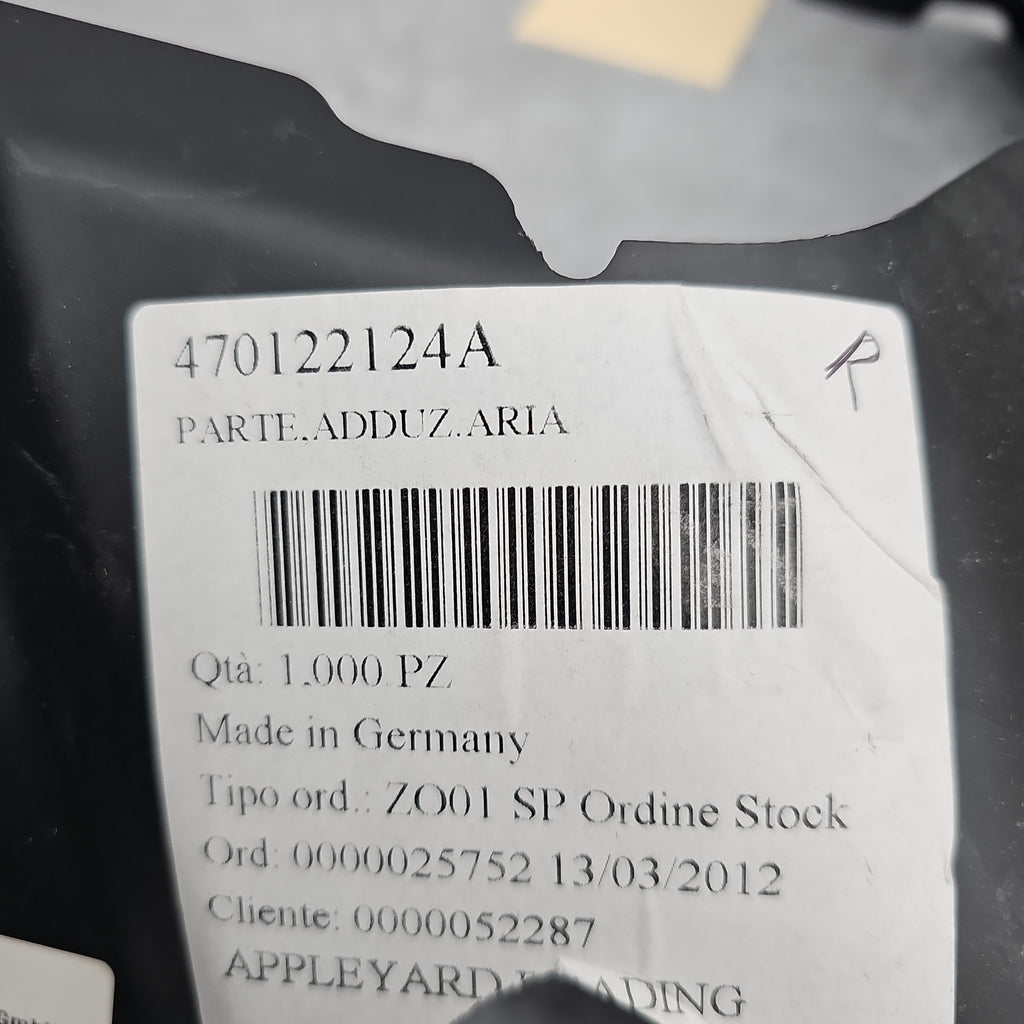 470122124A
PARTE.ADDUZ.ARIA
Qtà: 1.000 PZ
Made in Germany
Tipo ord.: ZO01 SP Ordine Stock
Ord: 0000025752 13/03/2012
Cliente: 0000052287
APPLEYARD